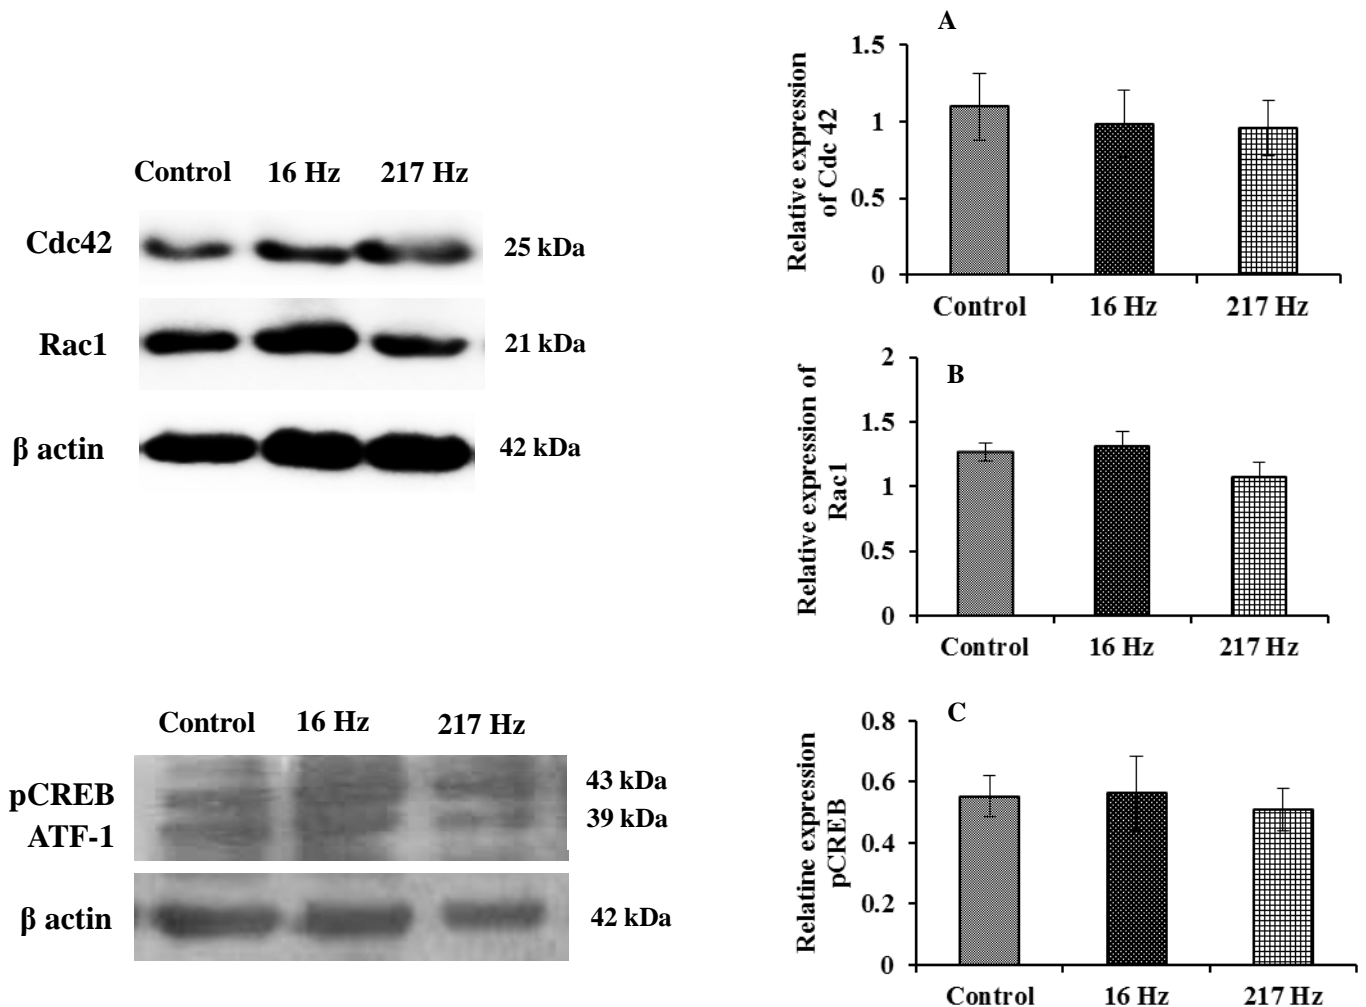 Control 16 Hz 217 Hz
Cdc42 25 kDa
Rac1 21 kDa
β actin 42 kDa
Control 16 Hz 217 Hz
pCREB 43 kDa
ATF-1 39 kDa
β actin 42 kDa
A
Relative expression
of Cdc 42
1.5
1
0.5
0
Control 16 Hz 217 Hz
B
Relative expression of
Rac1
2
1.5
1
0.5
0
Control 16 Hz 217 Hz
C
Relatine expression
pCREB
0.8
0.6
0.4
0.2
0
Control 16 Hz 217 Hz